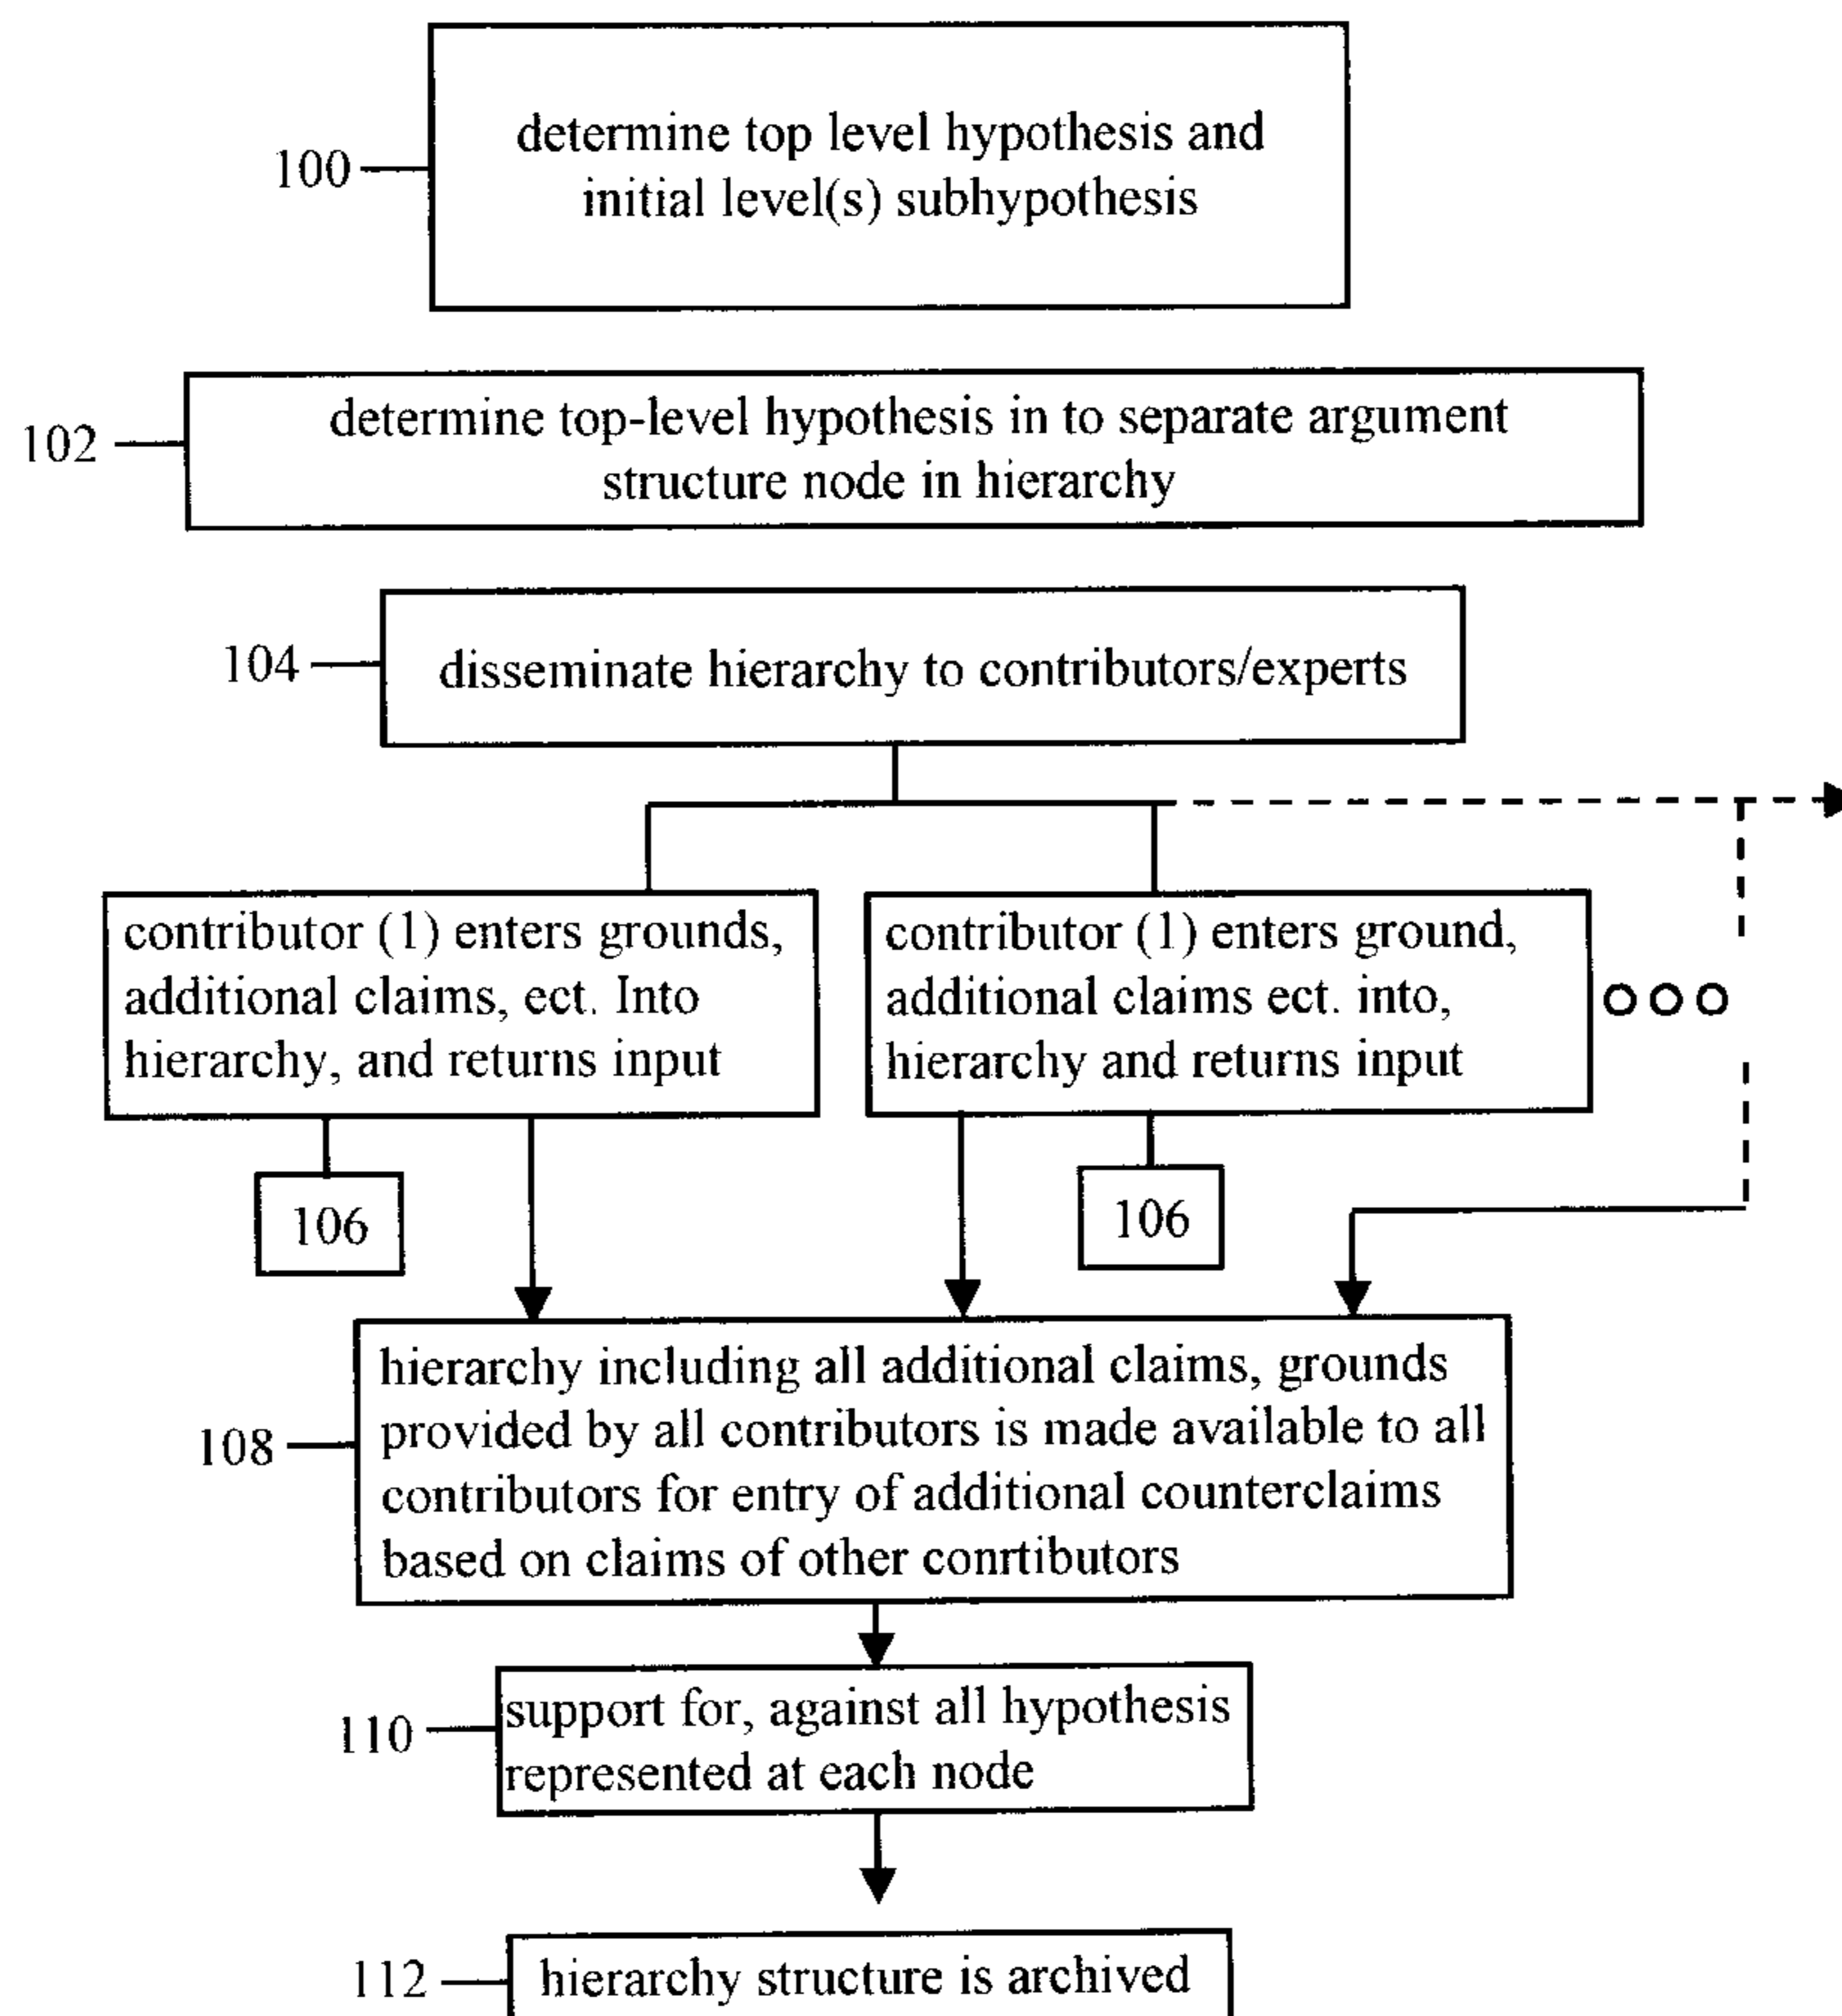 100
determine top level hypothesis and
initial level(s) subhypothesis
102
determine top-level hypothesis in to separate argument
structure node in hierarchy
104
disseminate hierarchy to contributors/experts
contributor (1) enters grounds,
additional claims, ect. Into
hierarchy, and returns input
contributor (1) enters ground,
additional claims ect. into,
hierarchy and returns input
106
106
108
hierarchy including all additional claims, grounds
provided by all contributors is made available to all
contributors for entry of additional counterclaims
based on claims of other conrtibutors
110
support for, against all hypothesis
represented at each node
112
hierarchy structure is archived